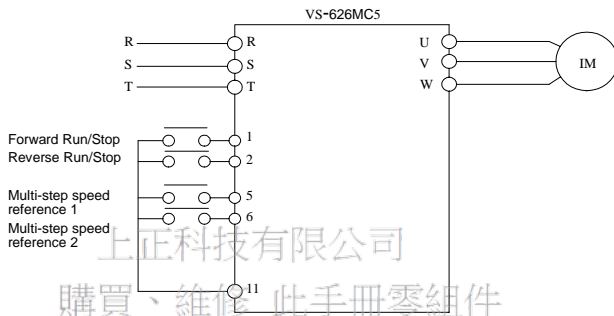 VS-626MC5
R R U
S S V IM
T T W
Forward Run/Stop 1
Reverse Run/Stop 2
Multi-step speed
reference 1 5
Multi-step speed
reference 2 6
上正科技有限公司
11
購買、維修 此手冊零組件